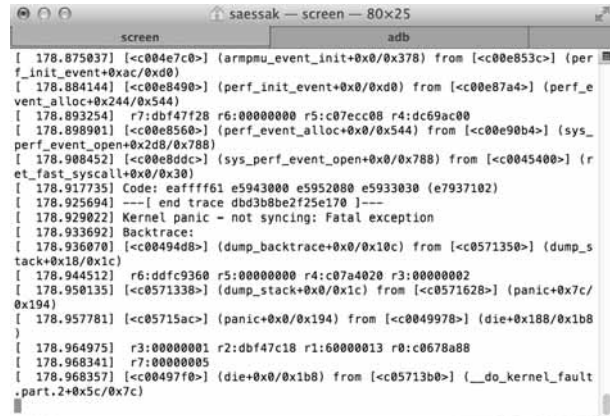 saessak — screen — 80×25
screen
adb
[  178.875037] [<c004e7c0>] (armpmu_event_init+0x0/0x378) from [<c00e853c>] (per
f_init_event+0xac/0xd0)
[  178.884144] [<c00e8490>] (perf_init_event+0x0/0xd0) from [<c00e87a4>] (perf_e
vent_alloc+0x244/0x544)
[  178.893254]  r7:dbf47f28 r6:00000000 r5:c07ecc08 r4:dc69ac00
[  178.898901] [<c00e8560>] (perf_event_alloc+0x0/0x544) from [<c00e90b4>] (sys_
perf_event_open+0x2d8/0x788)
[  178.908452] [<c00e8ddc>] (sys_perf_event_open+0x0/0x788) from [<c0045400>] (r
et_fast_syscall+0x0/0x30)
[  178.917735] Code: eaffff61 e5943000 e5952080 e5933030 (e7937102)
[  178.925694] ---[ end trace dbd3b8be2f25e170 ]---
[  178.929022] Kernel panic - not syncing: Fatal exception
[  178.933692] Backtrace:
[  178.936070] [<c00494d8>] (dump_backtrace+0x0/0x10c) from [<c0571350>] (dump_s
tack+0x18/0x1c)
[  178.944512]  r6:ddfc9360 r5:00000000 r4:c07a4020 r3:00000002
[  178.950135] [<c0571338>] (dump_stack+0x0/0x1c) from [<c0571628>] (panic+0x7c/
0x194)
[  178.957781] [<c05715ac>] (panic+0x0/0x194) from [<c0049978>] (die+0x188/0x1b8
)
[  178.964975]  r3:00000001 r2:dbf47c18 r1:60000013 r0:c0678a88
[  178.968341]  r7:00000005
[  178.968357] [<c00497f0>] (die+0x0/0x1b8) from [<c05713b0>] (__do_kernel_fault
.part.2+0x5c/0x7c)